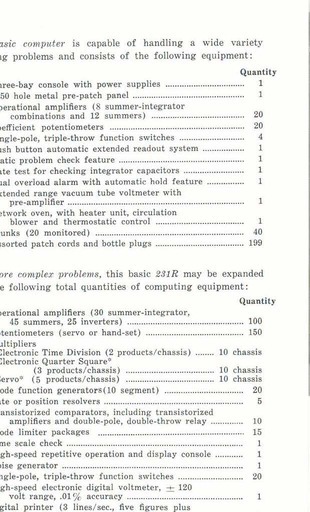 basic computer is capable of handling a wide variety
ng problems and consists of the following equipment:
Quantity
hree-bay console with power supplies 1
50 hole metal pre-patch panel 1
perational amplifiers (8 summer-integrator
combinations and 12 summers) 20
oefficient potentiometers 20
ngle-pole, triple-throw function switches 4
ush button automatic extended readout system 1
atic problem check feature 1
ate test for checking integrator capacitors 1
ual overload alarm with automatic hold feature 1
xtended range vacuum tube voltmeter with
pre-amplifier 1
etwork oven, with heater unit, circulation
blower and thermostatic control 1
unks (20 monitored) 40
ssorted patch cords and bottle plugs 199
ore complex problems, this basic 231R may be expanded
e following total quantities of computing equipment:
Quantity
perational amplifiers (30 summer-integrator,
45 summers, 25 inverters) 100
otentiometers (servo or hand-set) 150
ultipliers
Electronic Time Division (2 products/chassis) 10 chassis
Electronic Quarter Square*
(3 products/chassis) 10 chassis
Servo* (5 products/chassis) 10 chassis
ode function generators(10 segment) 20
ate or position resolvers 5
ansistorized comparators, including transistorized
amplifiers and double-pole, double-throw relay 10
ode limiter packages 15
me scale check 1
gh-speed repetitive operation and display console 1
oise generator 1
ngle-pole, triple-throw function switches 20
gh-speed electronic digital voltmeter, ± 120
volt range, .01% accuracy 1
igital printer (3 lines/sec., five figures plus